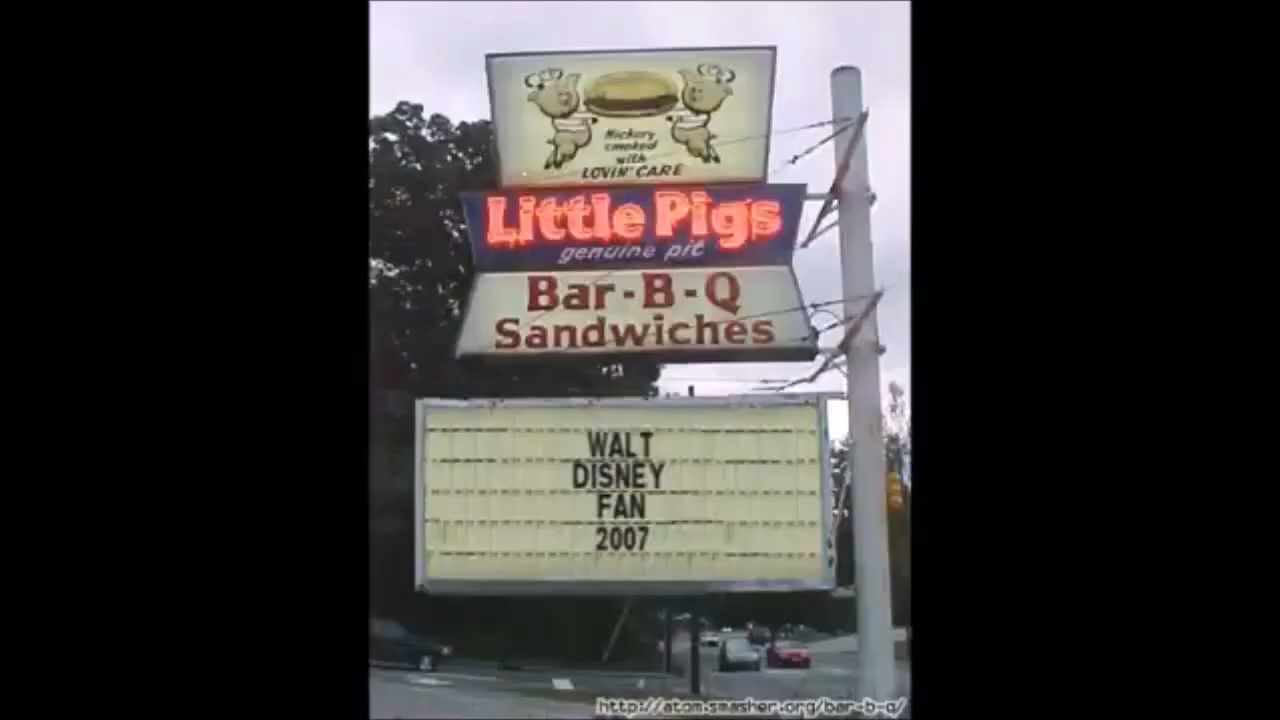 Hickory
smoked
with
LOVIN' CARE
Little Pigs
genuine pit
Bar-B-Q
Sandwiches
WALT
DISNEY
FAN
2007
http://atom.smasher.org/bar-b-q/